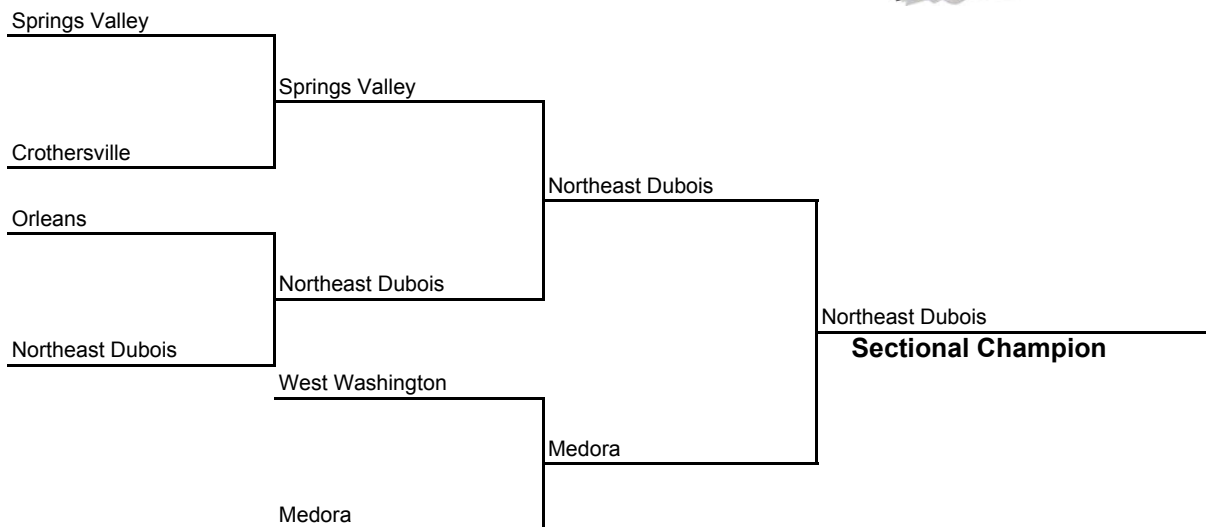 Springs Valley
Springs Valley
Crothersville
Northeast Dubois
Orleans
Northeast Dubois
Northeast Dubois
Northeast Dubois
Sectional Champion
West Washington
Medora
Medora